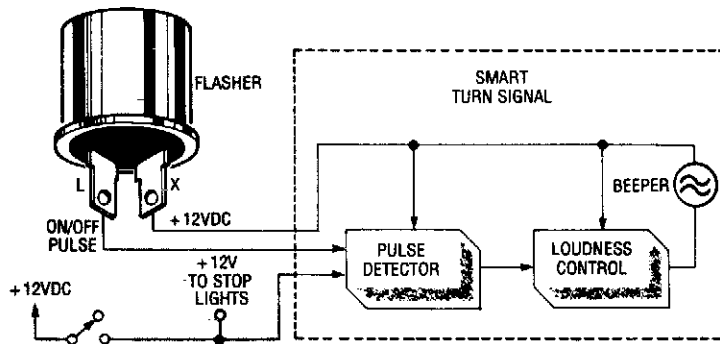 FLASHER
SMART
TURN SIGNAL
L
X
BEEPER
+12VDC
ON/OFF
PULSE
PULSE
DETECTOR
LOUDNESS
CONTROL
+12V
TO STOP
LIGHTS
+12VDC